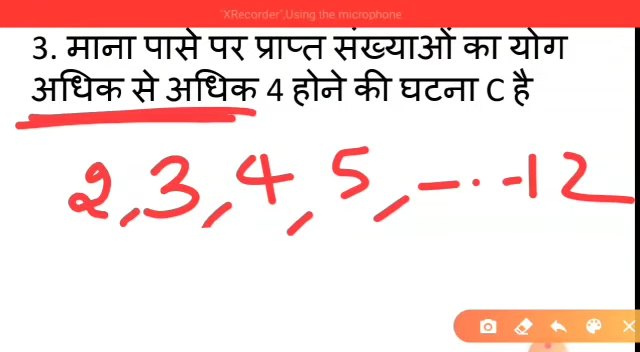 "XRecorder",Using the microphone.
3. माना पासे पर प्राप्त संख्याओं का योग
अधिक से अधिक 4 होने की घटना C है
2, 3, 4, 5, -.--12